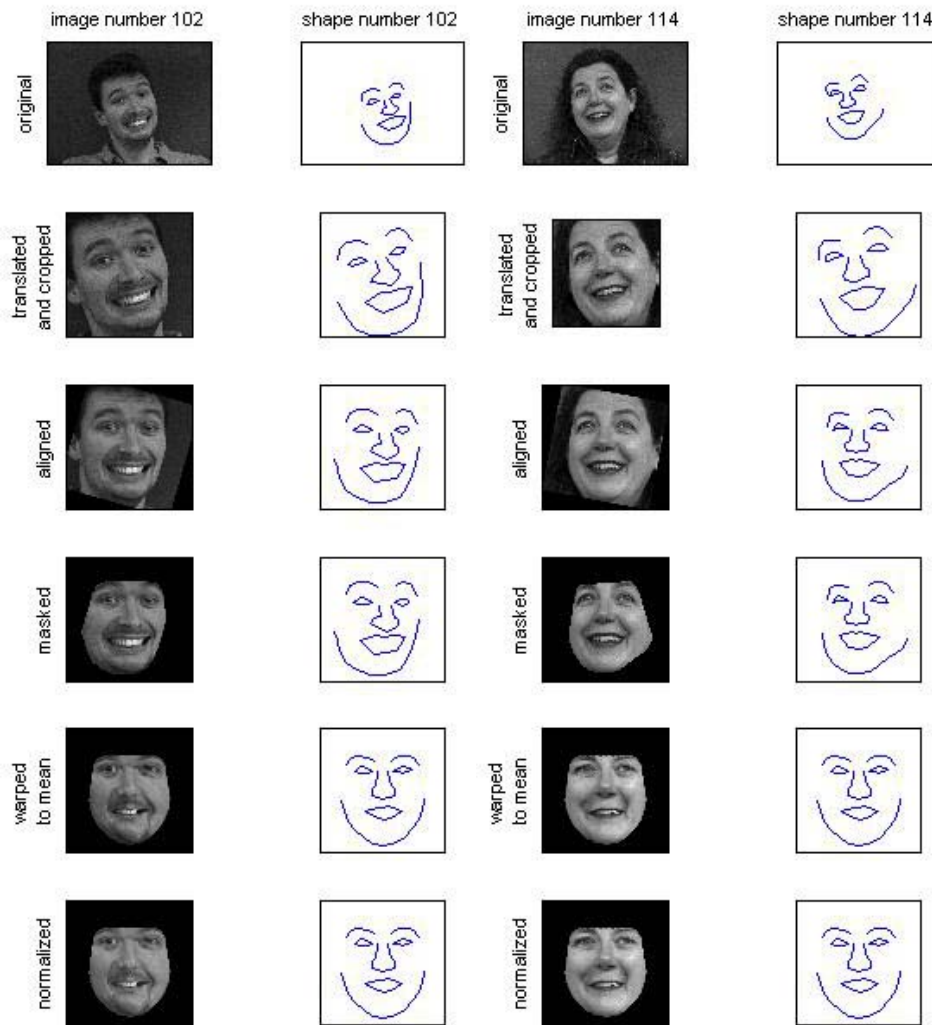 image number 102
shape number 102
image number 114
shape number 114
original
original
translated
and cropped
translated
and cropped
aligned
aligned
masked
masked
warped
to mean
warped
to mean
normalized
normalized